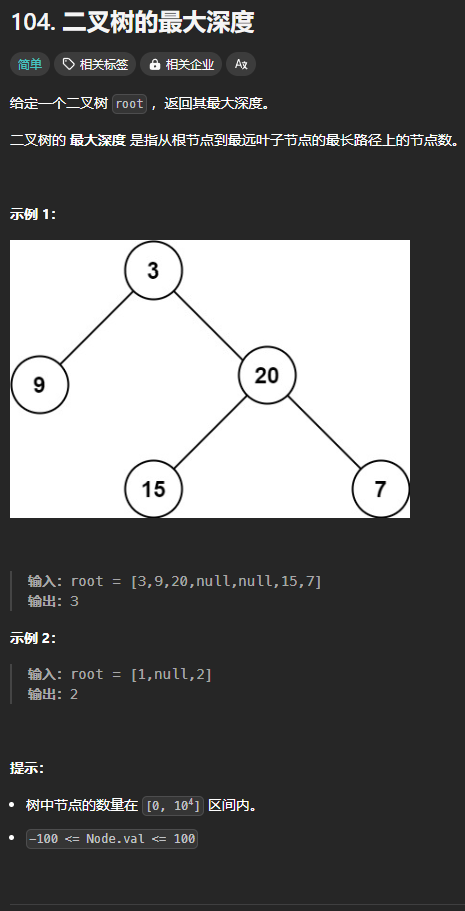 104. 二叉树的最大深度
简单 相关标签 相关企业 Aあ
给定一个二叉树 root ，返回其最大深度。
二叉树的 最大深度 是指从根节点到最远叶子节点的最长路径上的节点数。
示例 1：
3
9
20
15
7
输入：root = [3,9,20,null,null,15,7]
输出：3
示例 2：
输入：root = [1,null,2]
输出：2
提示：
• 树中节点的数量在 [0, 10⁴] 区间内。
• -100 <= Node.val <= 100